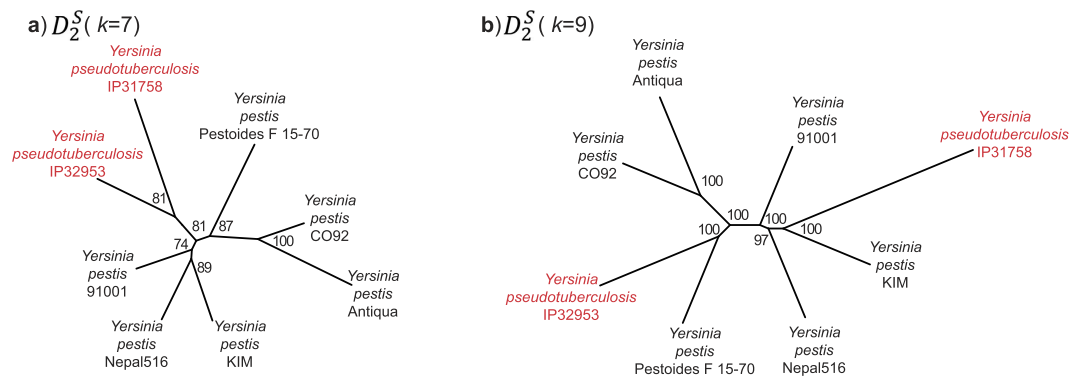 a) D₂ˢ ( k=7)
Yersinia
pseudotuberculosis
IP31758
Yersinia
pestis
Pestoides F 15-70
Yersinia
pseudotuberculosis
IP32953
81
81
87
Yersinia
pestis
CO92
100
74
89
Yersinia
pestis
91001
Yersinia
pestis
Antiqua
Yersinia
pestis
Nepal516
Yersinia
pestis
KIM
b) D₂ˢ ( k=9)
Yersinia
pestis
Antiqua
Yersinia
pestis
91001
Yersinia
pseudotuberculosis
IP31758
Yersinia
pestis
CO92
100
100
100
100
97
100
Yersinia
pestis
KIM
Yersinia
pseudotuberculosis
IP32953
Yersinia
pestis
Pestoides F 15-70
Yersinia
pestis
Nepal516